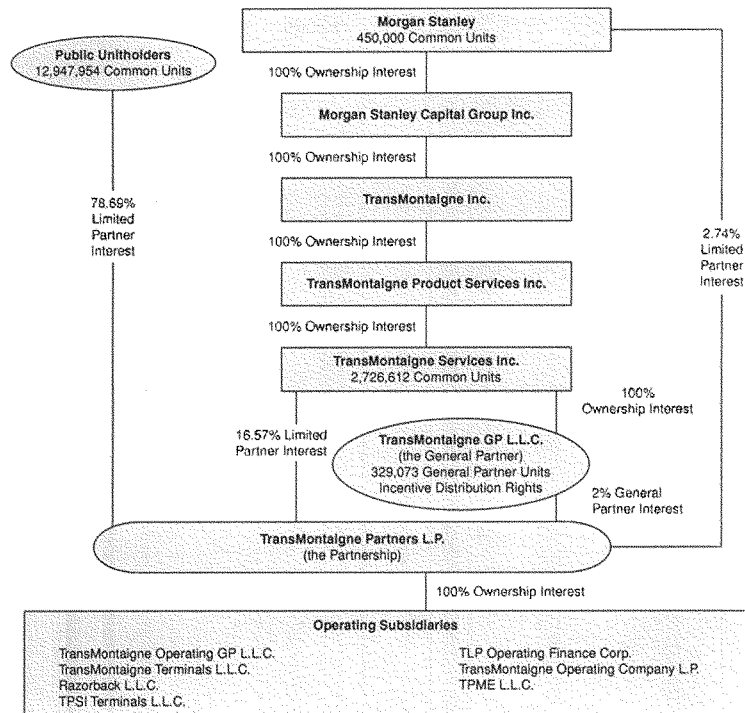 Morgan Stanley
450,000 Common Units
Public Unitholders
12,947,954 Common Units
100% Ownership Interest
Morgan Stanley Capital Group Inc.
100% Ownership Interest
78.69%
Limited
Partner
Interest
TransMontaigne Inc.
2.74%
Limited
Partner
Interest
100% Ownership Interest
TransMontaigne Product Services Inc.
100% Ownership Interest
TransMontaigne Services Inc.
2,726,612 Common Units
100%
Ownership Interest
16.57% Limited
Partner Interest
TransMontaigne GP L.L.C.
(the General Partner)
329,073 General Partner Units
Incentive Distribution Rights
2% General
Partner Interest
TransMontaigne Partners L.P.
(the Partnership)
100% Ownership Interest
Operating Subsidiaries
TransMontaigne Operating GP L.L.C.
TransMontaigne Terminals L.L.C.
Razorback L.L.C.
TPSI Terminals L.L.C.
TLP Operating Finance Corp.
TransMontaigne Operating Company L.P.
TPME L.L.C.